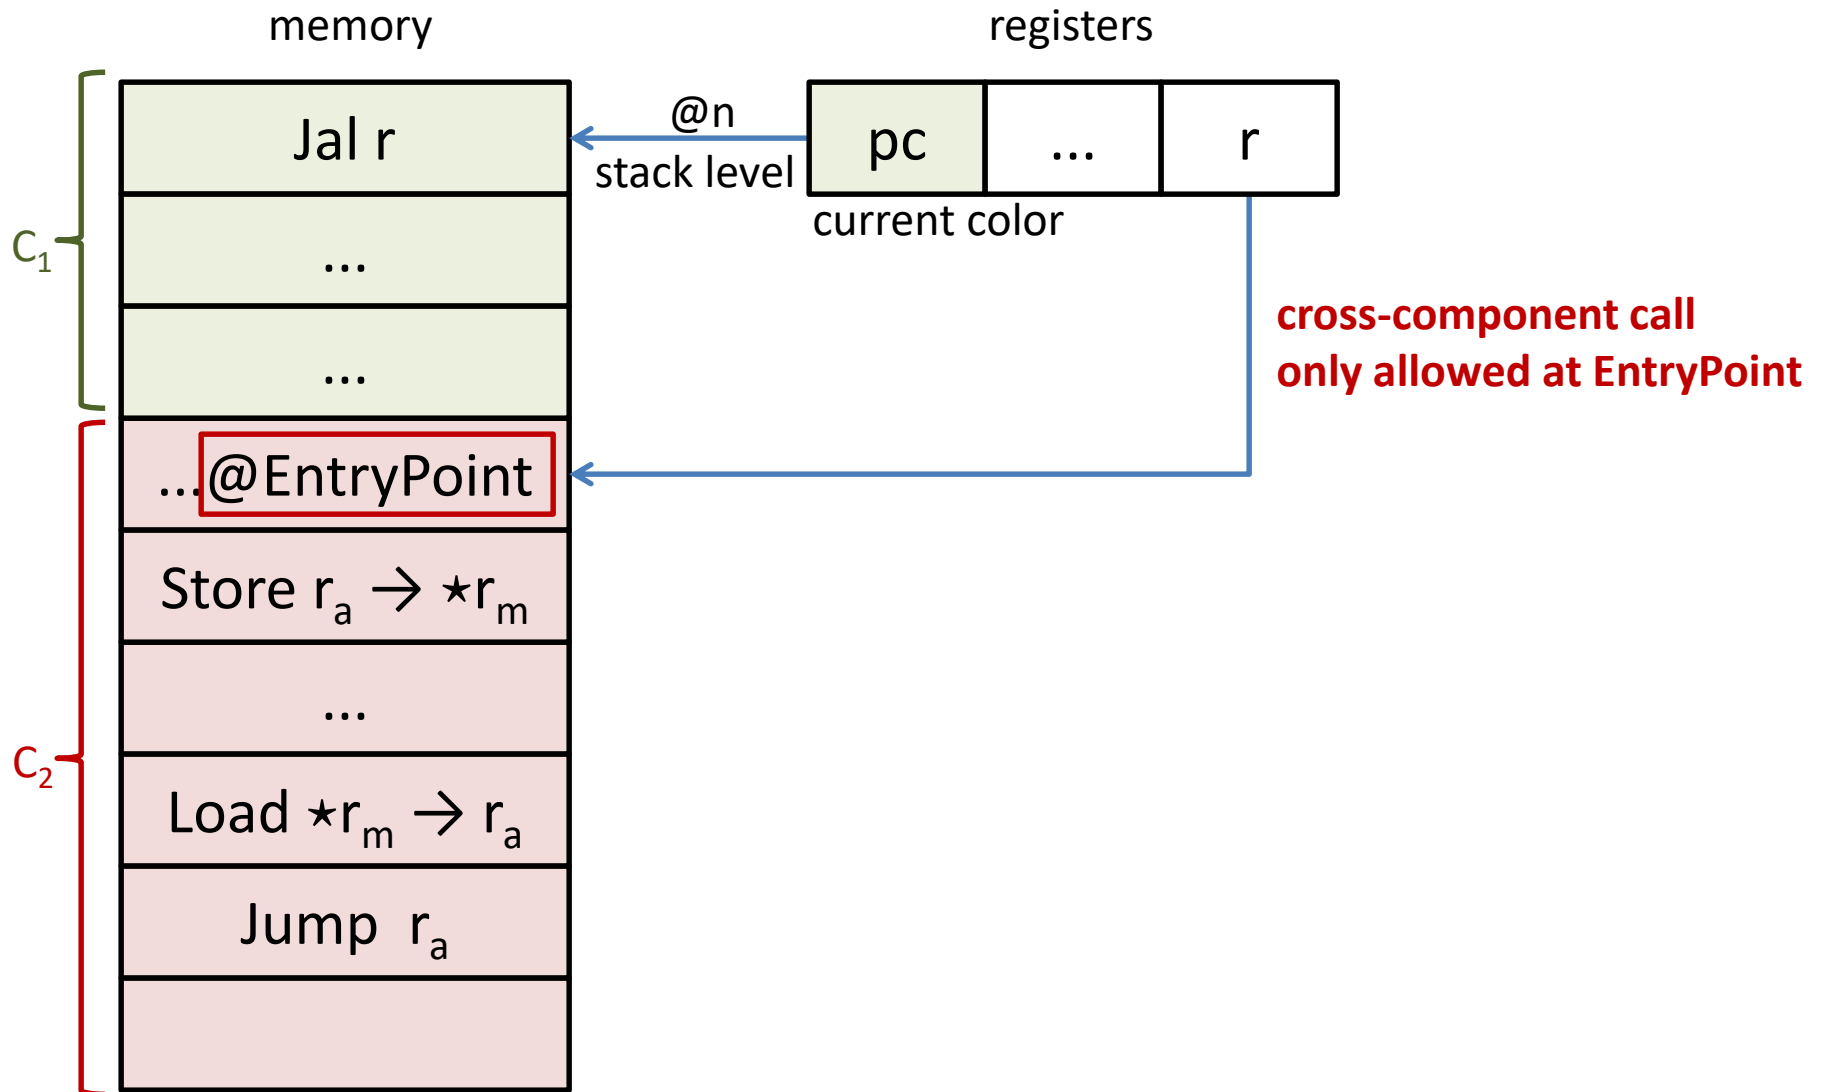 memory
registers
Jal r
@n
stack level
pc
...
r
current color
C₁
...
...
cross-component call
only allowed at EntryPoint
...@EntryPoint
Store rₐ → ⋆rₘ
...
C₂
Load ⋆rₘ → rₐ
Jump rₐ